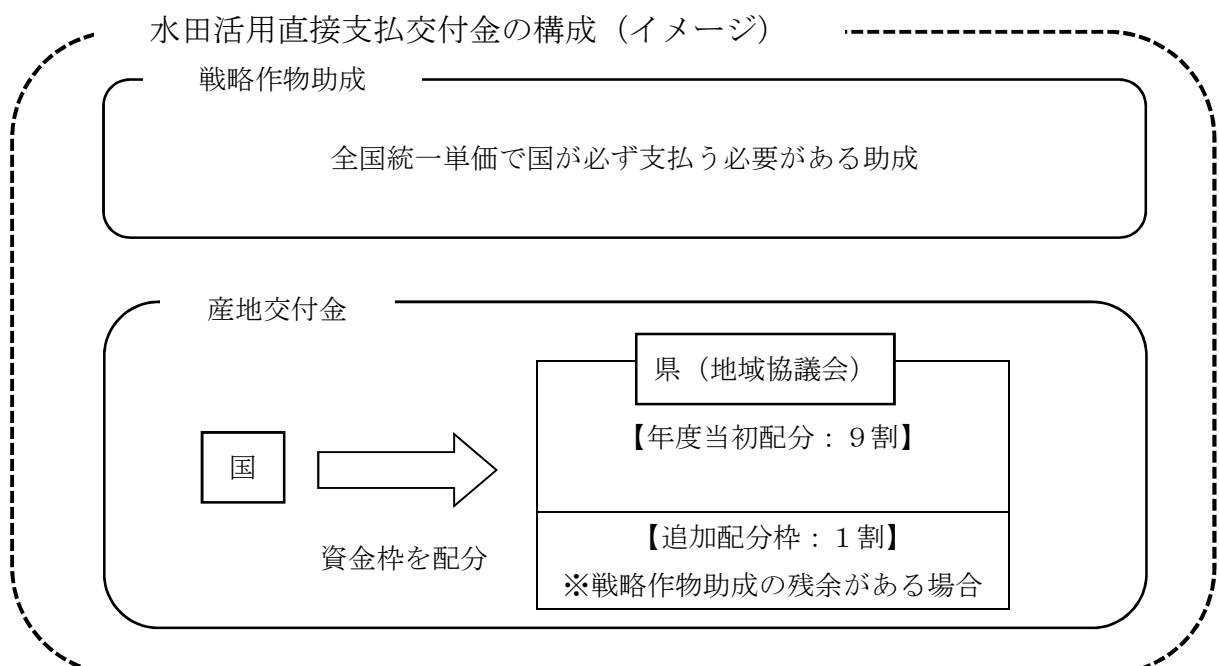 水田活用直接支払交付金の構成（イメージ）
戦略作物助成
全国統一単価で国が必ず支払う必要がある助成
産地交付金
県（地域協議会）
【年度当初配分：９割】
国
【追加配分枠：１割】
資金枠を配分
※戦略作物助成の残余がある場合